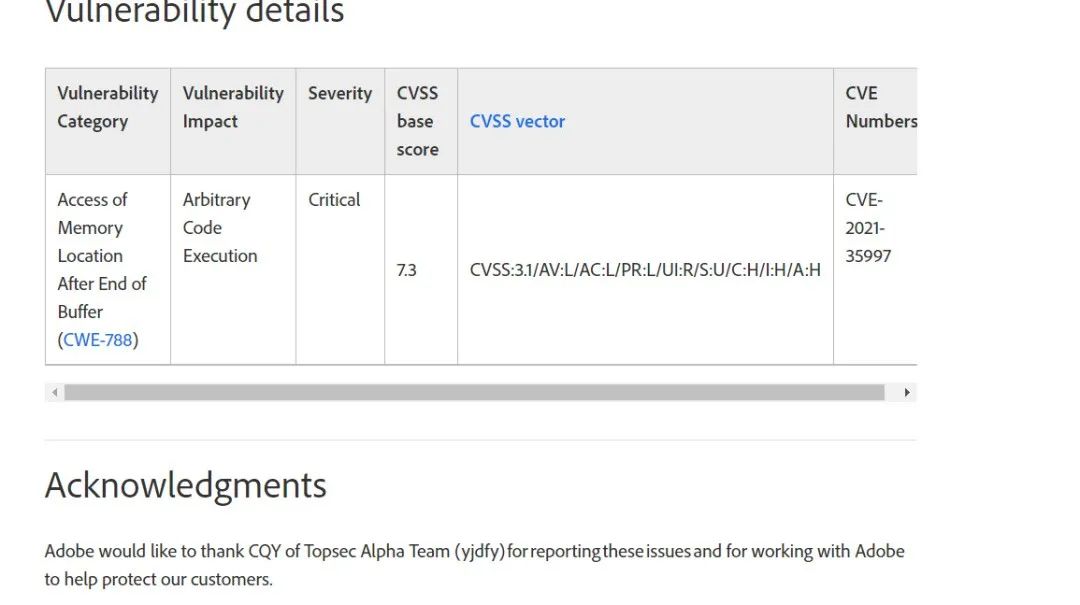 Vulnerability details
Vulnerability Category
Vulnerability Impact
Severity
CVSS base score
CVSS vector
CVE Numbers
Access of Memory Location After End of Buffer (CWE-788)
Arbitrary Code Execution
Critical
7.3
CVSS:3.1/AV:L/AC:L/PR:L/UI:R/S:U/C:H/I:H/A:H
CVE-2021-35997
Acknowledgments
Adobe would like to thank CQY of Topsec Alpha Team (yjdfy) for reporting these issues and for working with Adobe
to help protect our customers.